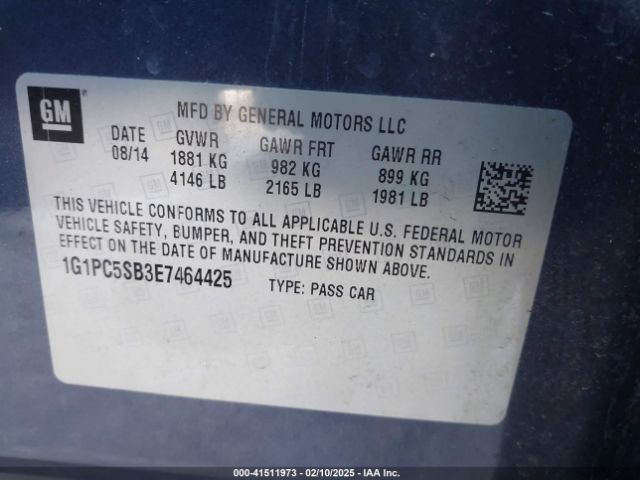 GM
MFD BY GENERAL MOTORS LLC
DATE GVWR GAWR FRT GAWR RR
08/14 1881 KG 982 KG 899 KG
4146 LB 2165 LB 1981 LB
THIS VEHICLE CONFORMS TO ALL APPLICABLE U.S. FEDERAL MOTOR
VEHICLE SAFETY, BUMPER, AND THEFT PREVENTION STANDARDS IN
EFFECT ON THE DATE OF MANUFACTURE SHOWN ABOVE.
1G1PC5SB3E7464425 TYPE: PASS CAR
000-41511973 - 02/10/2025 - IAA Inc.